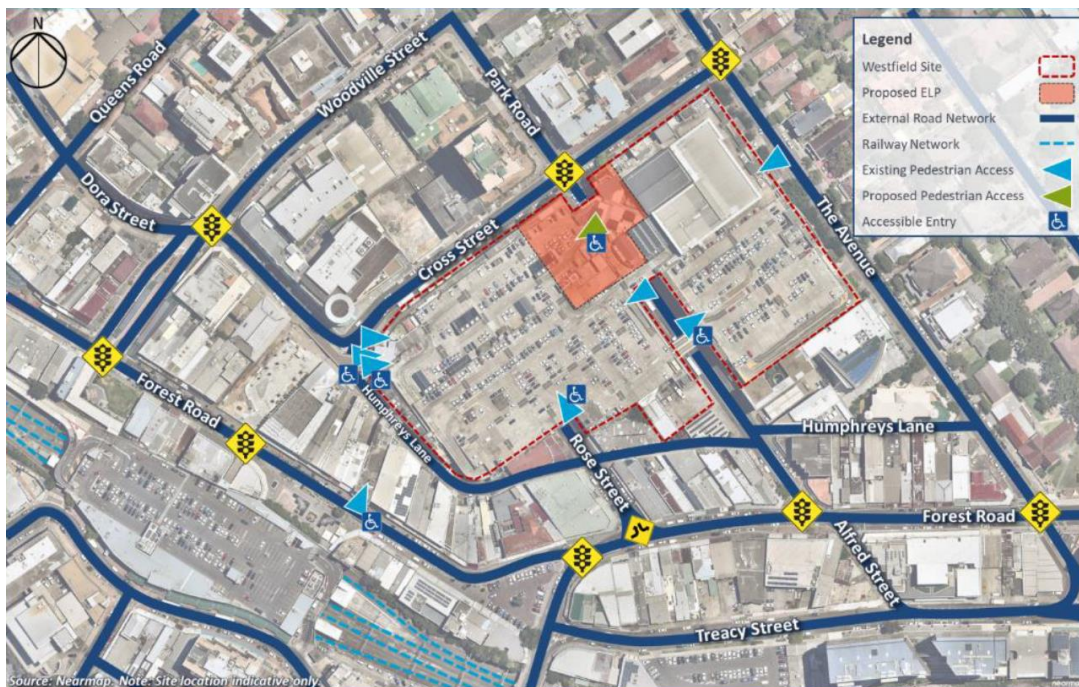 N
Queens Road
Woodville Street
Park Road
Legend
Westfield Site
Proposed ELP
External Road Network
Railway Network
Existing Pedestrian Access
Proposed Pedestrian Access
Accessible Entry
Dora Street
Cross Street
The Avenue
Forest Road
Humphreys Lane
Humphreys Lane
Rose Street
Forest Road
Alfred Street
Treacy Street
Source: Nearmap. Note: Site location indicative only.
nearmap